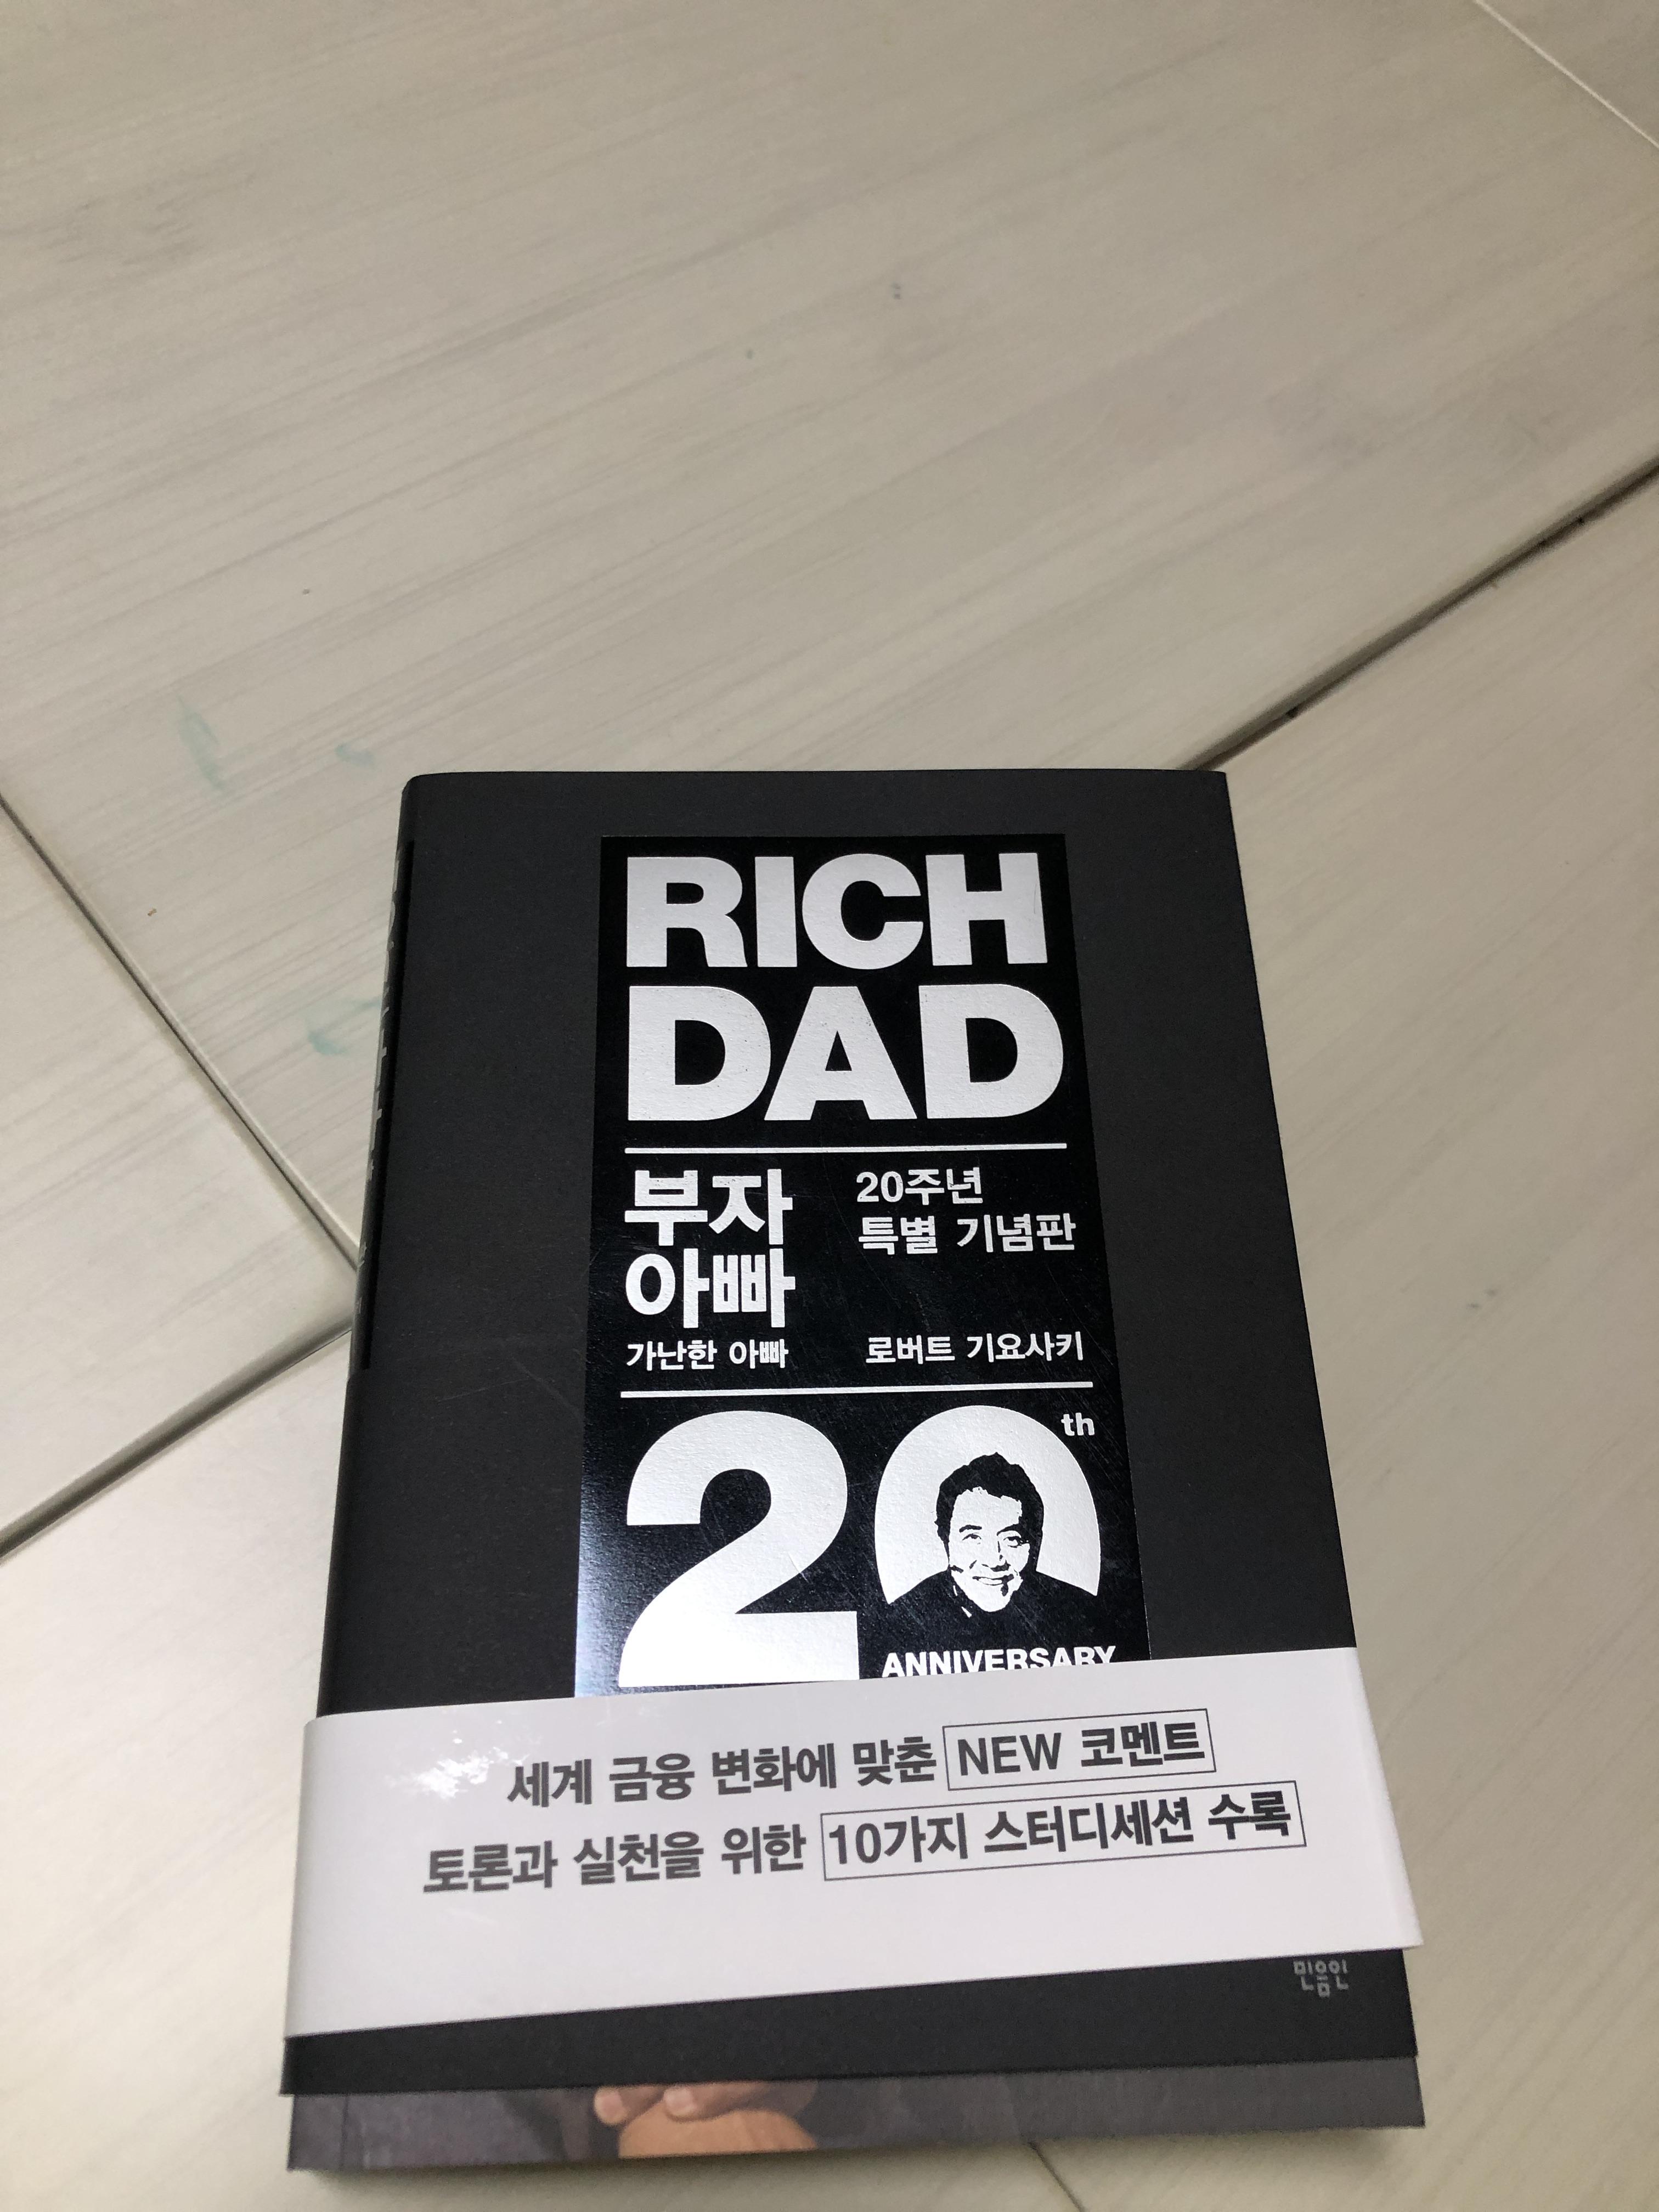 RICH
DAD
부자
아빠
가난한 아빠
20주년
특별 기념판
로버트 기요사키
20th
ANNIVERSARY
세계 금융 변화에 맞춘 NEW 코멘트
토론과 실천을 위한 10가지 스터디세션 수록
민음인